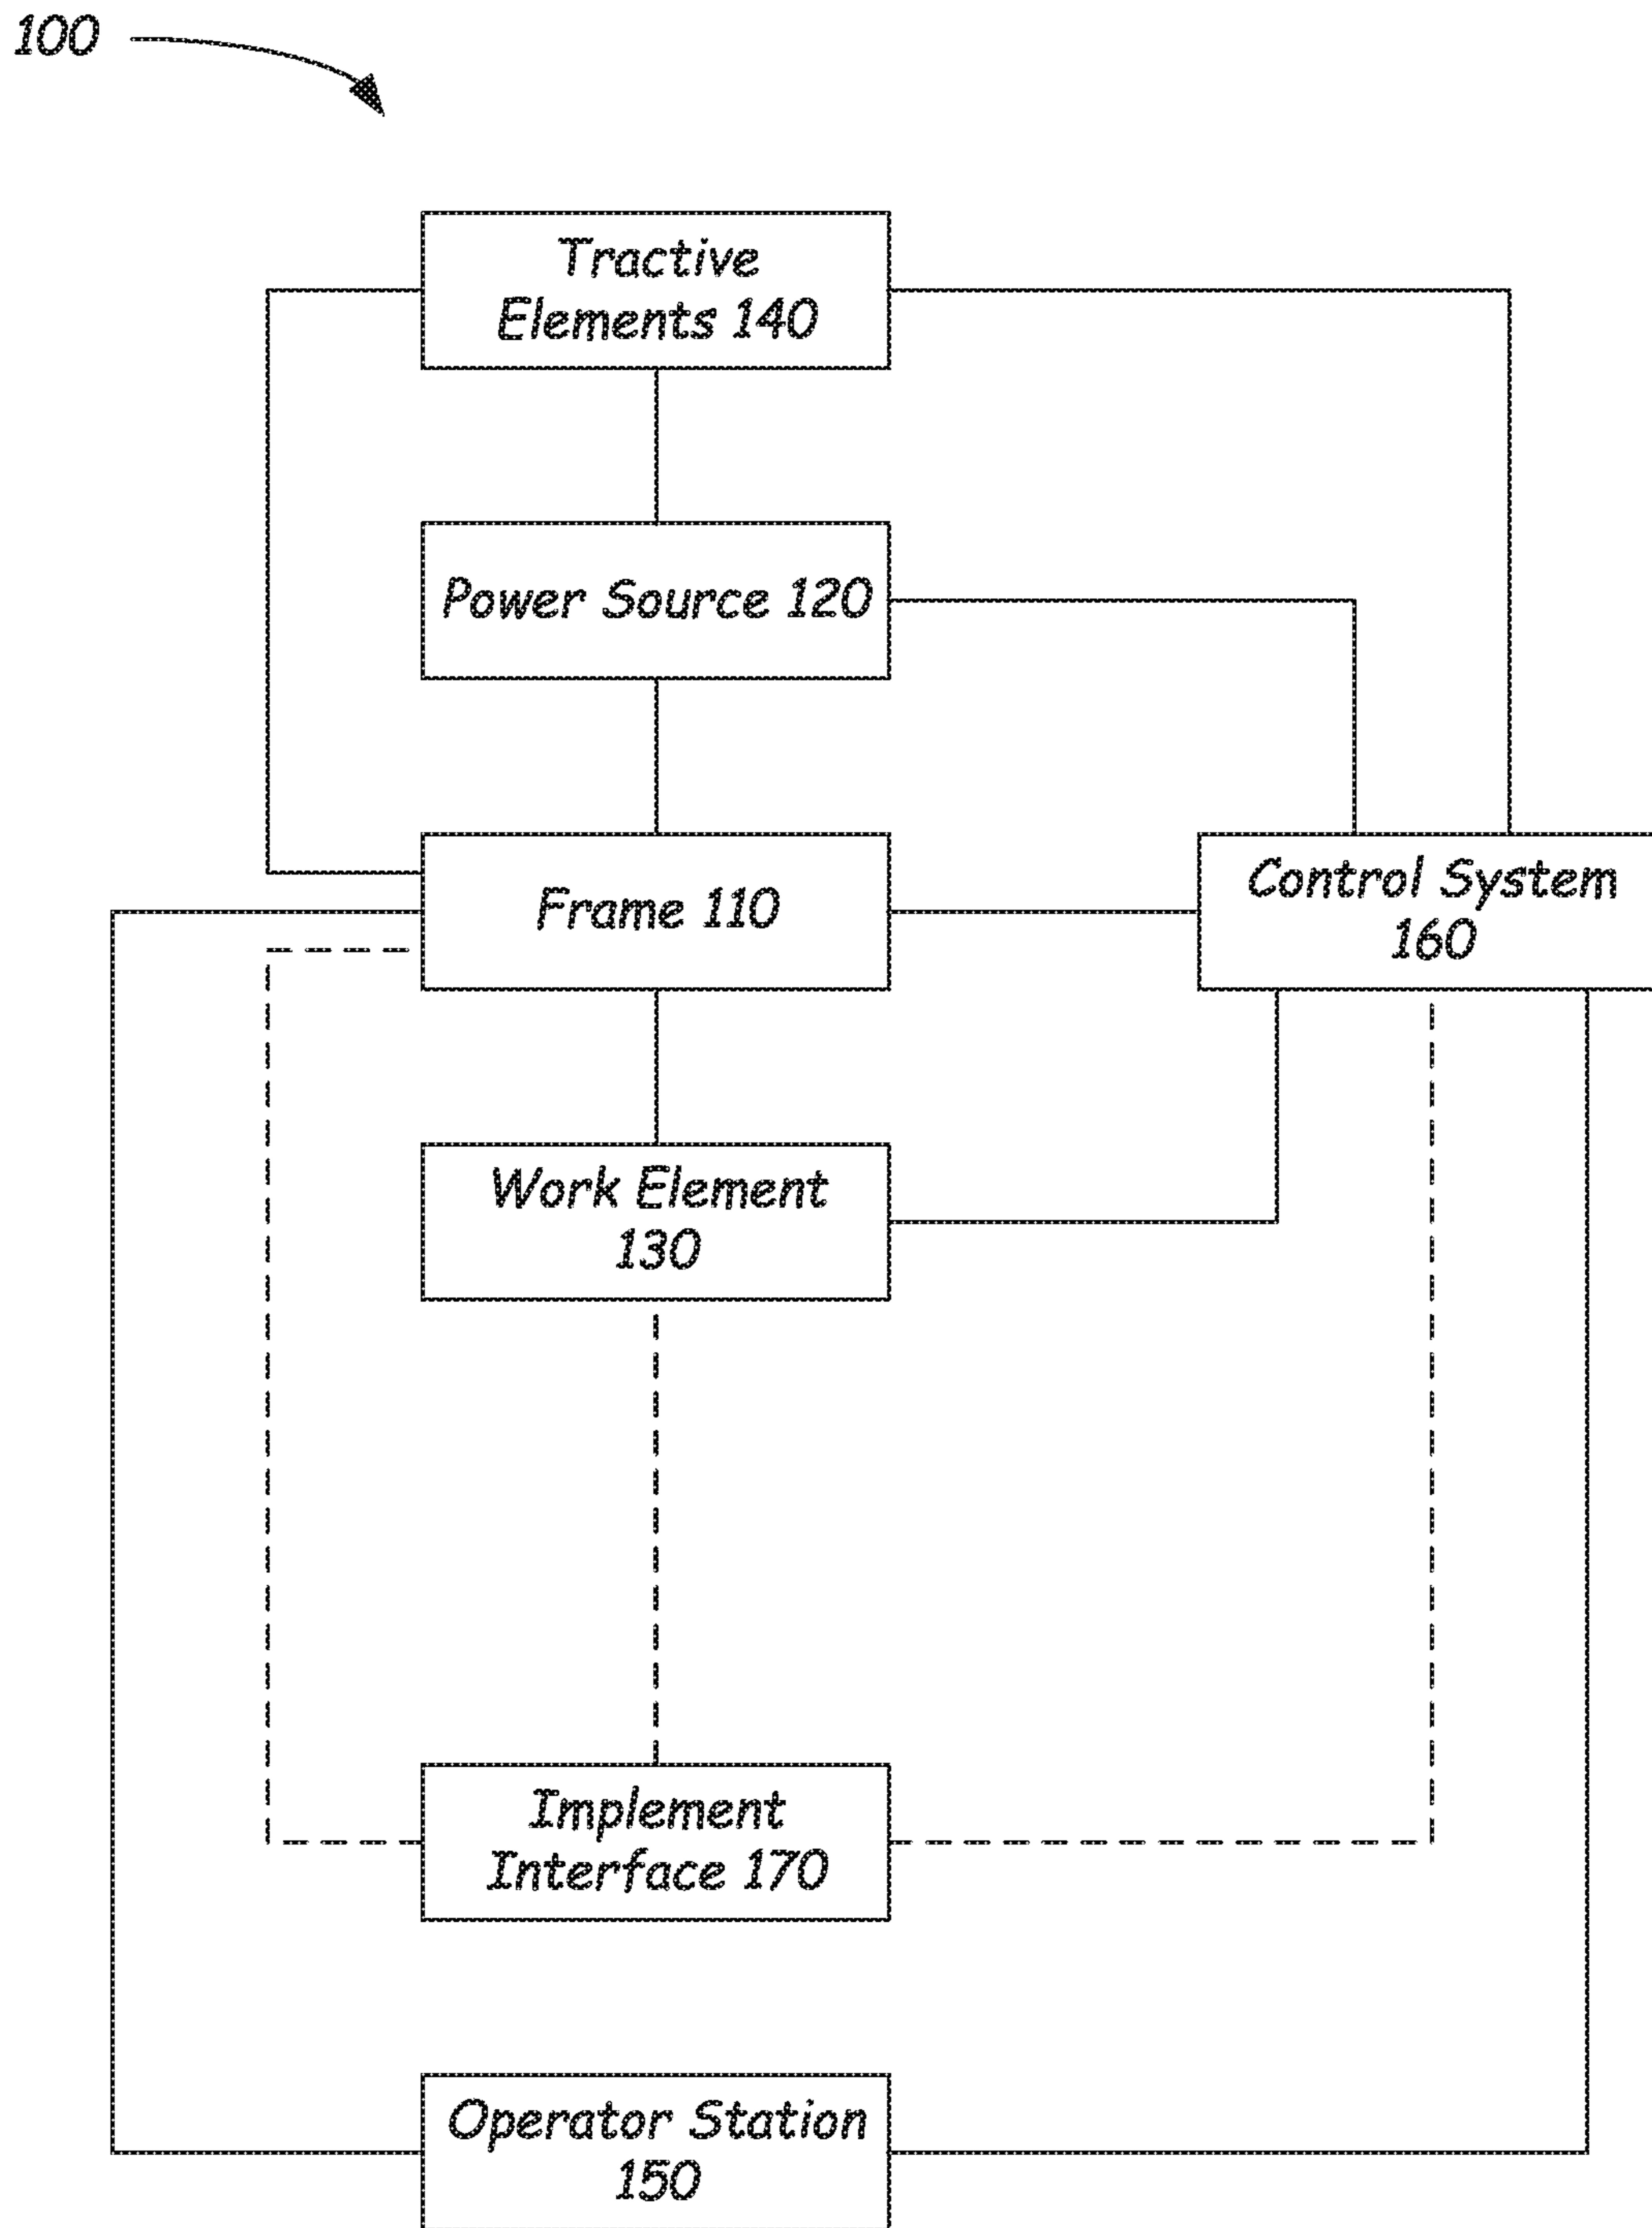 100
Tractive
Elements 140
Power Source 120
Frame 110
Control System
160
Work Element
130
Implement
Interface 170
Operator Station
150